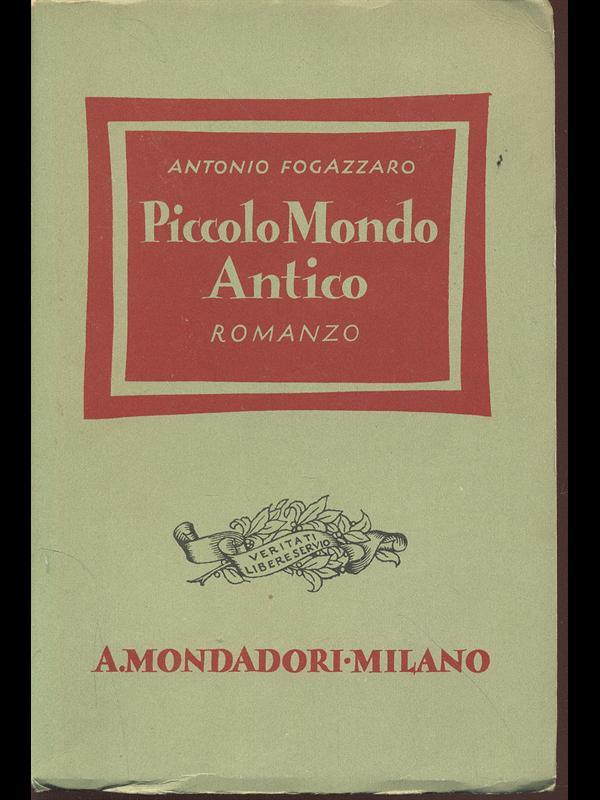 ANTONIO FOGAZZARO
Piccolo Mondo
Antico
ROMANZO
VERITATI
LIBERE SERVIO
A. MONDADORI·MILANO